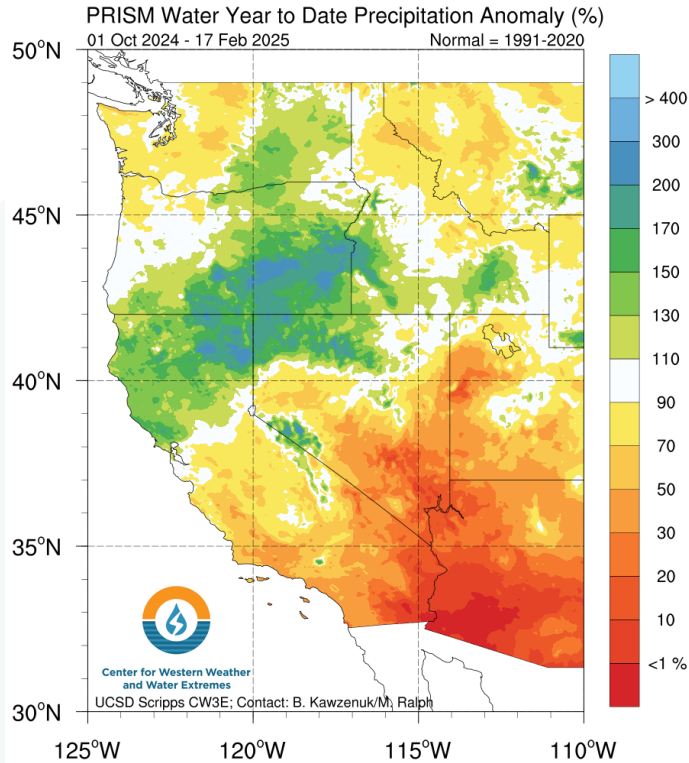 PRISM Water Year to Date Precipitation Anomaly (%)
01 Oct 2024 - 17 Feb 2025 Normal = 1991-2020
50°N
45°N
40°N
35°N
30°N
125°W 120°W 115°W 110°W
> 400
300
200
170
150
130
110
90
70
50
30
20
10
<1 %
Center for Western Weather
and Water Extremes
UCSD Scripps CW3E; Contact: B. Kawzenuk/M. Ralph